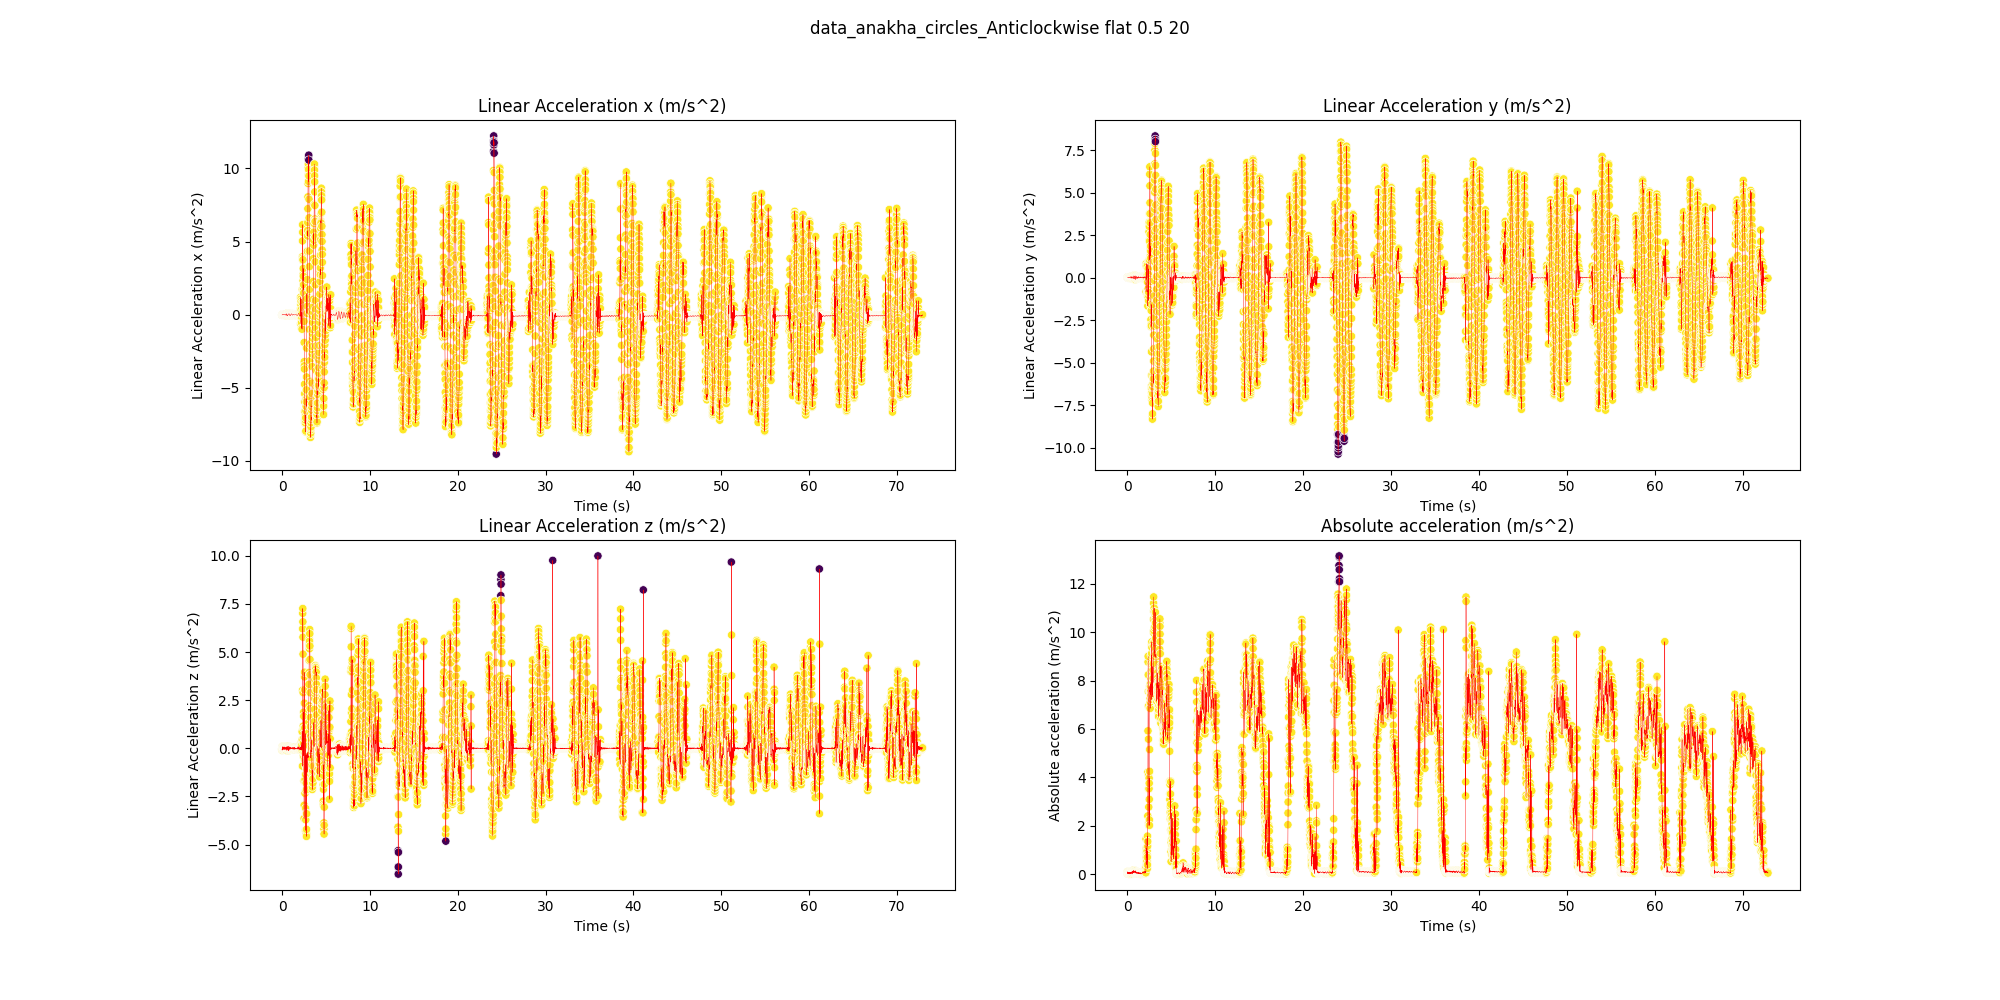 data_anakha_circles_Anticlockwise flat 0.5 20
Linear Acceleration x (m/s^2)
Linear Acceleration x (m/s^2)
10
5
0
−5
−10
0 10 20 30 40 50 60 70
Time (s)
Linear Acceleration y (m/s^2)
Linear Acceleration y (m/s^2)
7.5
5.0
2.5
0.0
−2.5
−5.0
−7.5
−10.0
0 10 20 30 40 50 60 70
Time (s)
Linear Acceleration z (m/s^2)
Linear Acceleration z (m/s^2)
10.0
7.5
5.0
2.5
0.0
−2.5
−5.0
0 10 20 30 40 50 60 70
Time (s)
Absolute acceleration (m/s^2)
Absolute acceleration (m/s^2)
12
10
8
6
4
2
0
0 10 20 30 40 50 60 70
Time (s)